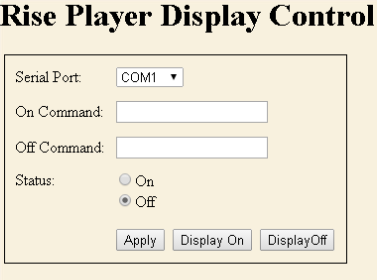 Rise Player Display Control
Serial Port: COM1
On Command:
Off Command:
Status: On
Off
Apply Display On DisplayOff